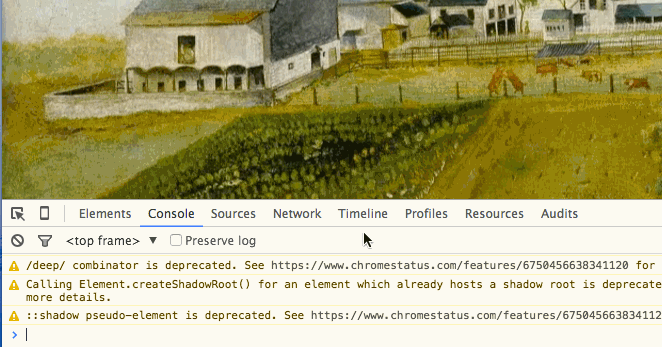 Elements Console Sources Network Timeline Profiles Resources Audits
<top frame> ▼ Preserve log
/deep/ combinator is deprecated. See https://www.chromestatus.com/features/6750456638341120 for
Calling Element.createShadowRoot() for an element which already hosts a shadow root is deprecate
more details.
::shadow pseudo-element is deprecated. See https://www.chromestatus.com/features/675045663834112
>